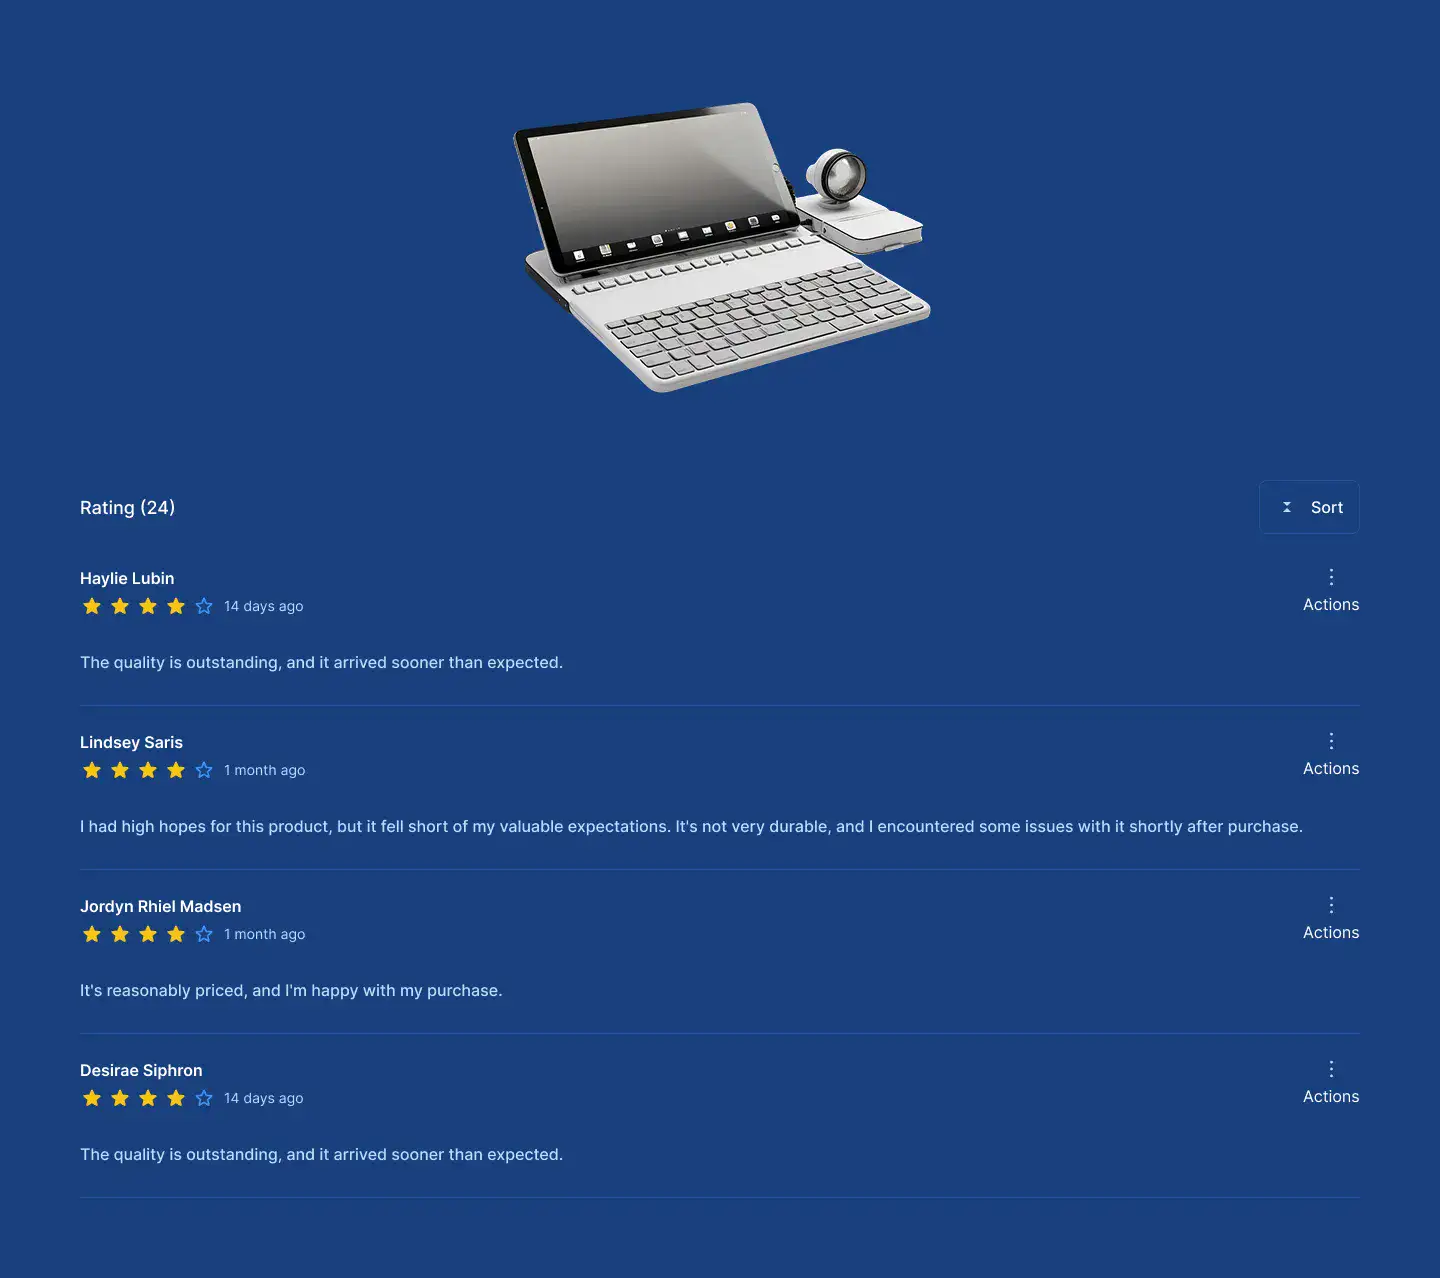 Rating (24)
Sort
Haylie Lubin
14 days ago
Actions
The quality is outstanding, and it arrived sooner than expected.
Lindsey Saris
1 month ago
Actions
I had high hopes for this product, but it fell short of my valuable expectations. It's not very durable, and I encountered some issues with it shortly after purchase.
Jordyn Rhiel Madsen
1 month ago
Actions
It's reasonably priced, and I'm happy with my purchase.
Desirae Siphron
14 days ago
Actions
The quality is outstanding, and it arrived sooner than expected.